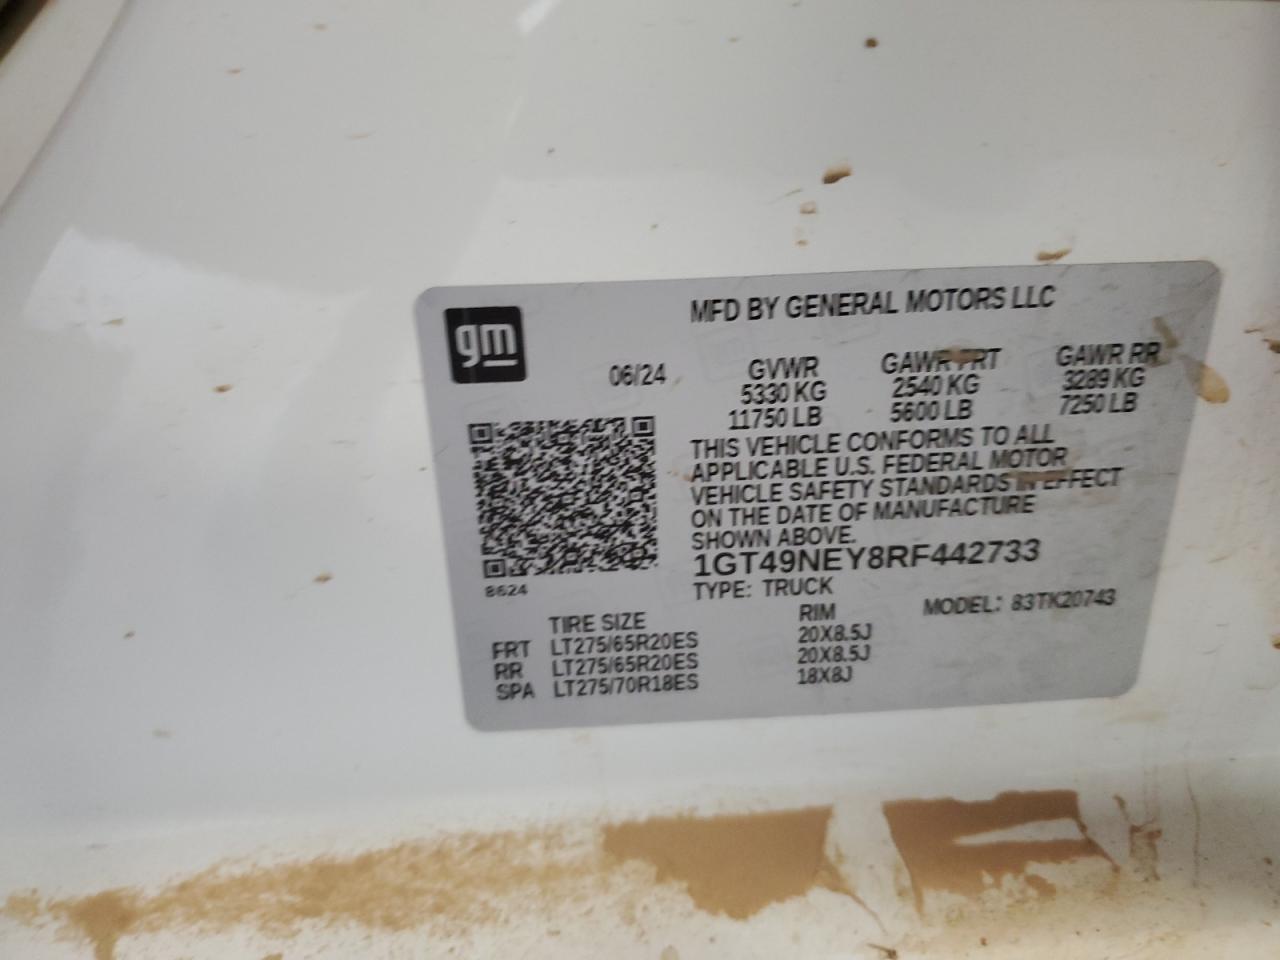 gm
MFD BY GENERAL MOTORS LLC
06/24 GVWR GAWR FRT GAWR RR
5330 KG 2540 KG 3289 KG
11750 LB 5600 LB 7250 LB
THIS VEHICLE CONFORMS TO ALL
APPLICABLE U.S. FEDERAL MOTOR
VEHICLE SAFETY STANDARDS IN EFFECT
ON THE DATE OF MANUFACTURE
SHOWN ABOVE.
1GT49NEY8RF442733
8624
TYPE: TRUCK MODEL: 83TK20743
TIRE SIZE RIM
FRT LT275/65R20ES 20X8.5J
RR LT275/65R20ES 20X8.5J
SPA LT275/70R18ES 18X8J